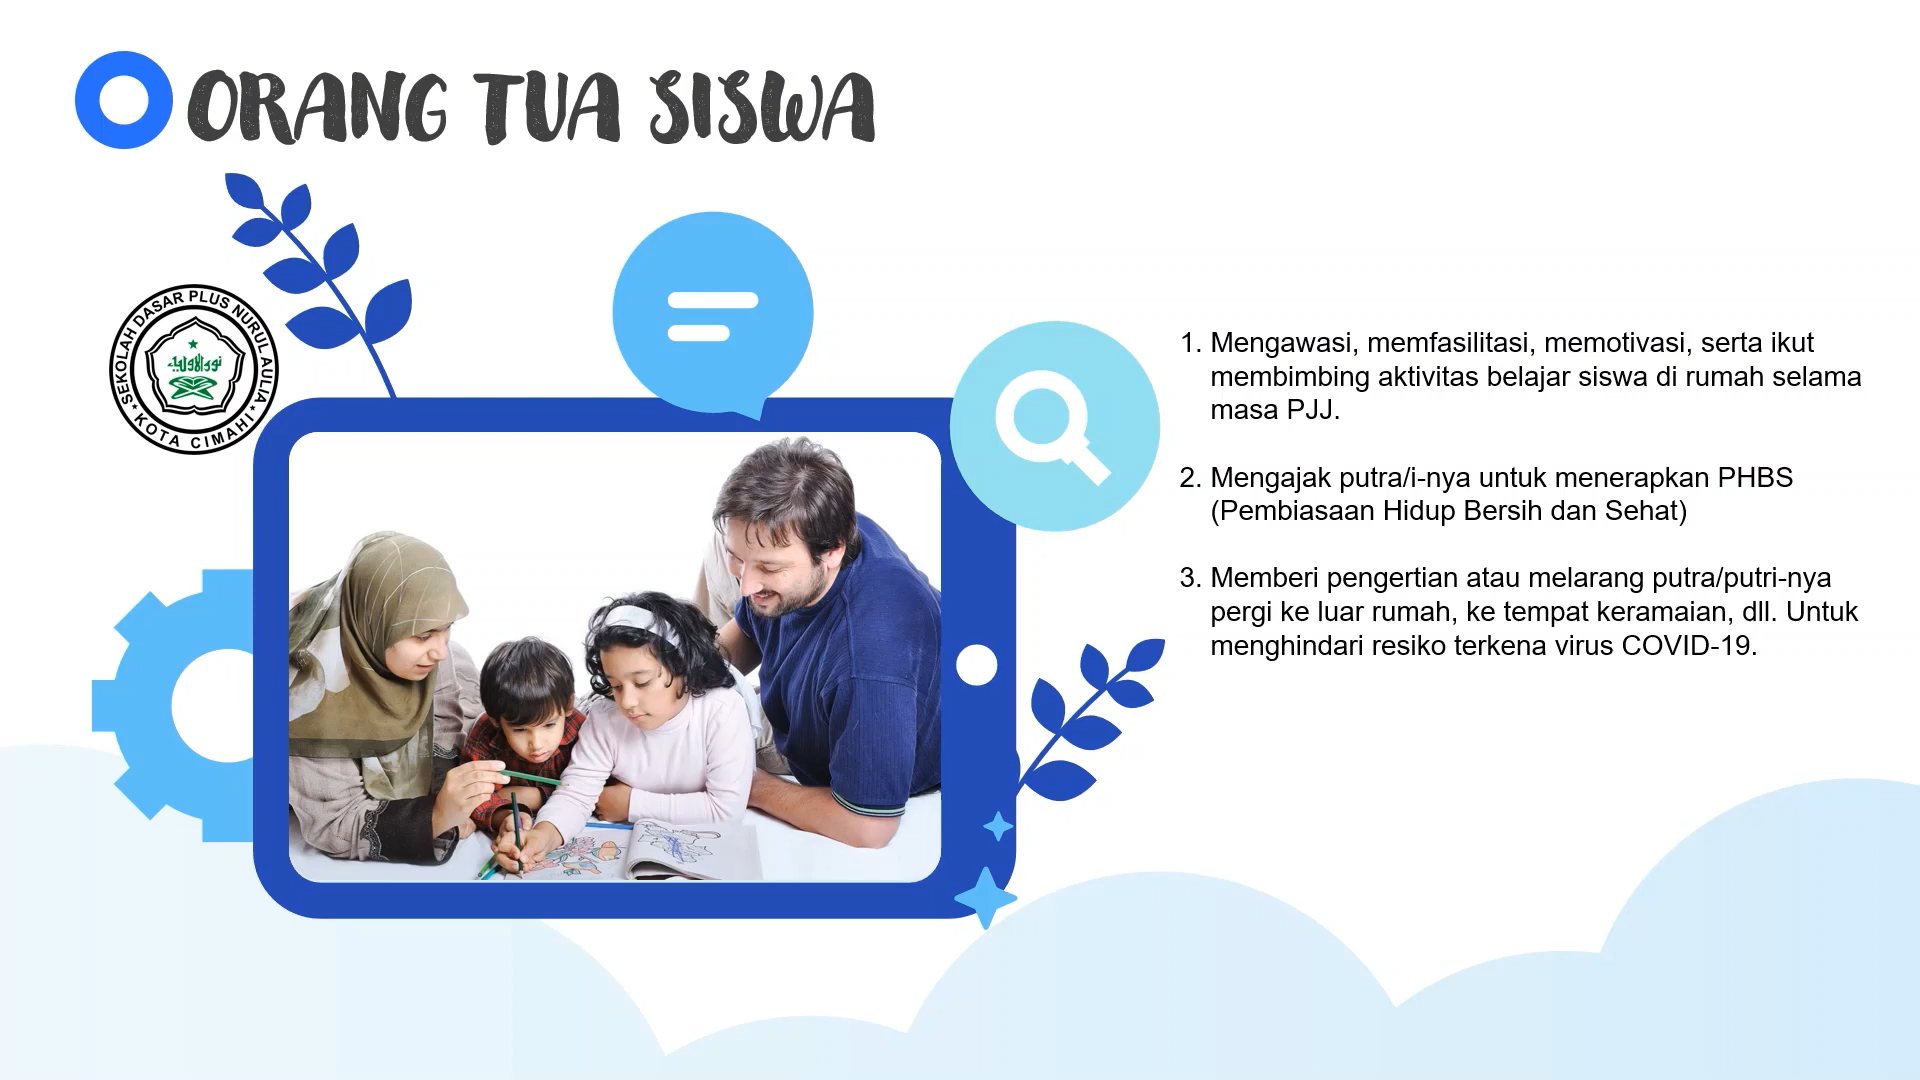 ORANG TUA SISWA
SEKOLAH DASAR PLUS NURUL AULIA
KOTA CIMAHI
1. Mengawasi, memfasilitasi, memotivasi, serta ikut
membimbing aktivitas belajar siswa di rumah selama
masa PJJ.
2. Mengajak putra/i-nya untuk menerapkan PHBS
(Pembiasaan Hidup Bersih dan Sehat)
3. Memberi pengertian atau melarang putra/putri-nya
pergi ke luar rumah, ke tempat keramaian, dll. Untuk
menghindari resiko terkena virus COVID-19.